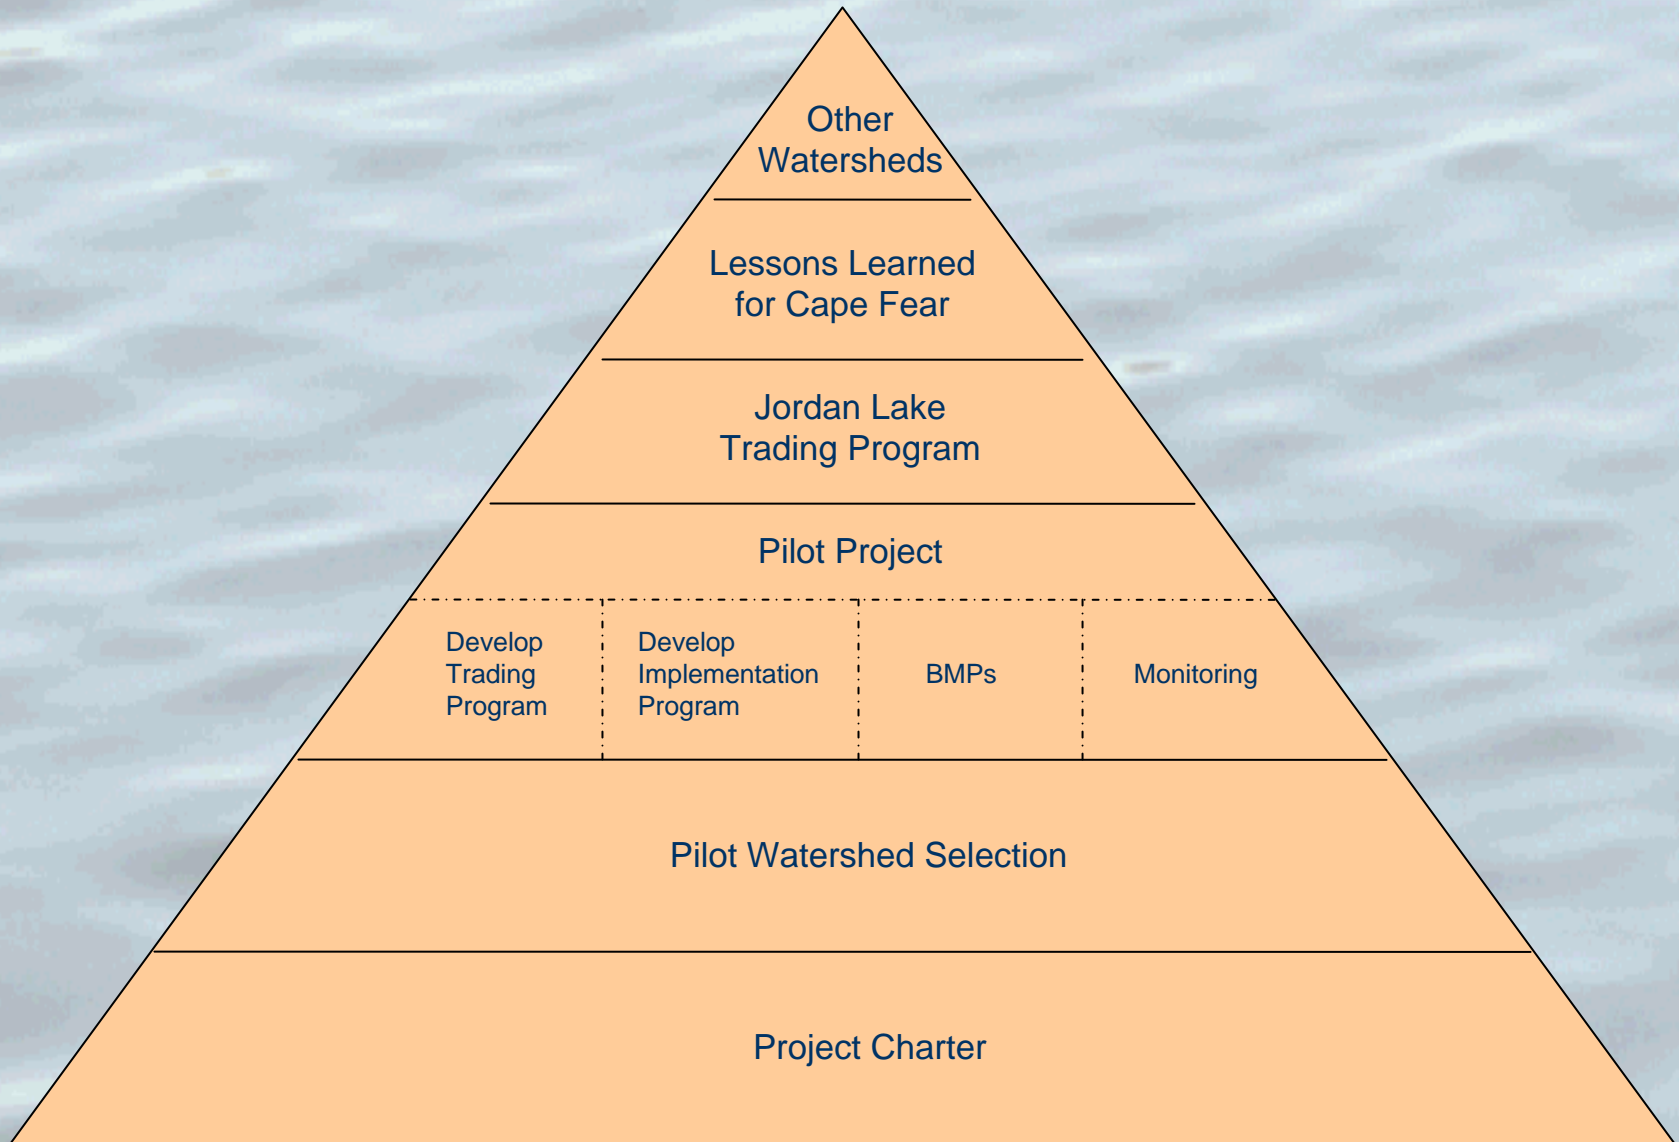 Other
Watersheds
Lessons Learned
for Cape Fear
Jordan Lake
Trading Program
Pilot Project
Develop
Trading
Program
Develop
Implementation
Program
BMPs
Monitoring
Pilot Watershed Selection
Project Charter